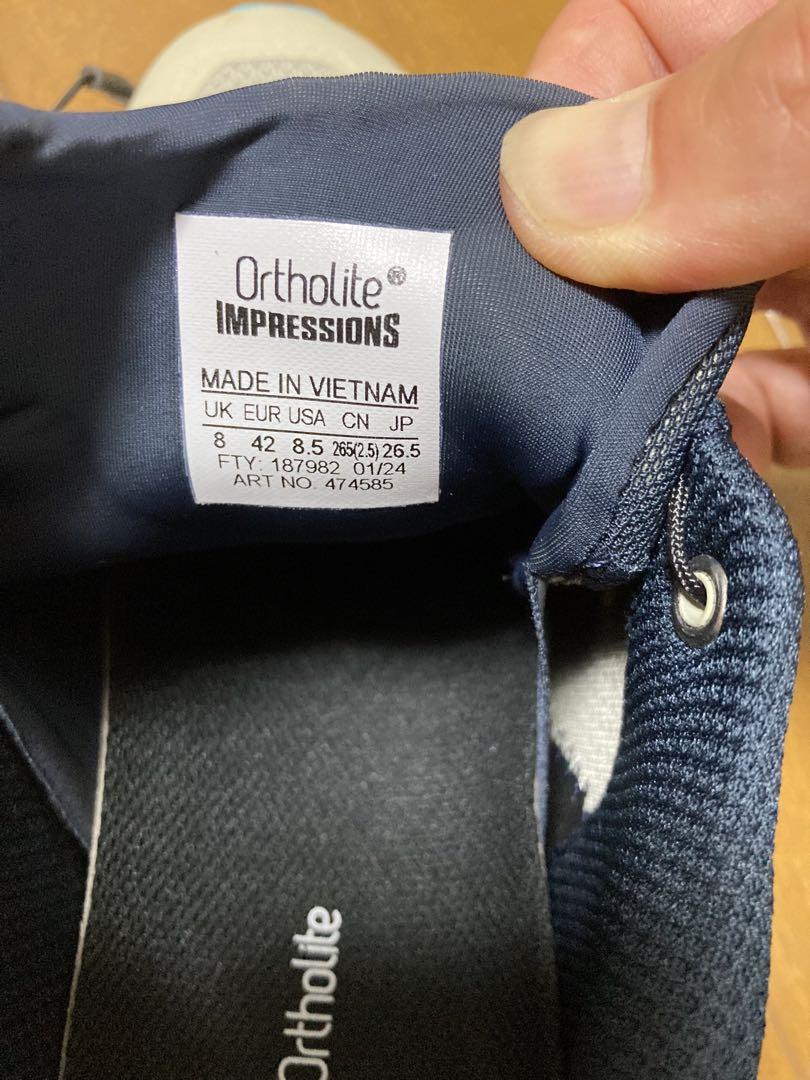 Ortholite®
IMPRESSIONS
MADE IN VIETNAM
UK EUR USA CN JP
8 42 8.5 265(2.5) 26.5
FTY: 187982 01/24
ART NO. 474585
Ortholite